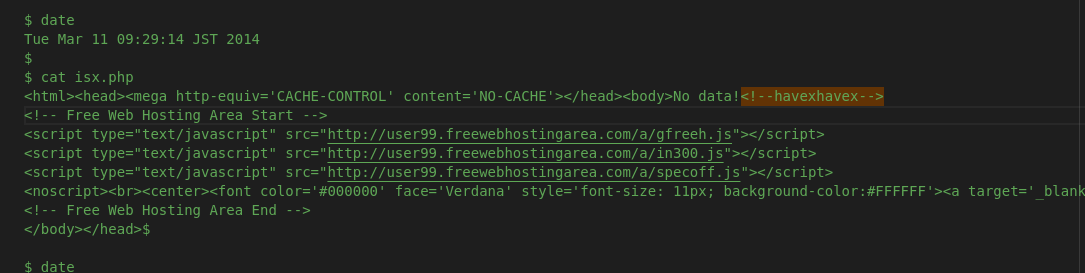 $ date
Tue Mar 11 09:29:14 JST 2014
$
$ cat isx.php
<html><head><mega http-equiv='CACHE-CONTROL' content='NO-CACHE'></head><body>No data!<!--havexhavex-->
<!-- Free Web Hosting Area Start -->
<script type="text/javascript" src="http://user99.freewebhostingarea.com/a/gfreeh.js"></script>
<script type="text/javascript" src="http://user99.freewebhostingarea.com/a/in300.js"></script>
<script type="text/javascript" src="http://user99.freewebhostingarea.com/a/specoff.js"></script>
<noscript><br><center><font color='#000000' face='Verdana' style='font-size: 11px; background-color:#FFFFFF'><a target='_blank
<!-- Free Web Hosting Area End -->
</body></head>$
$ date